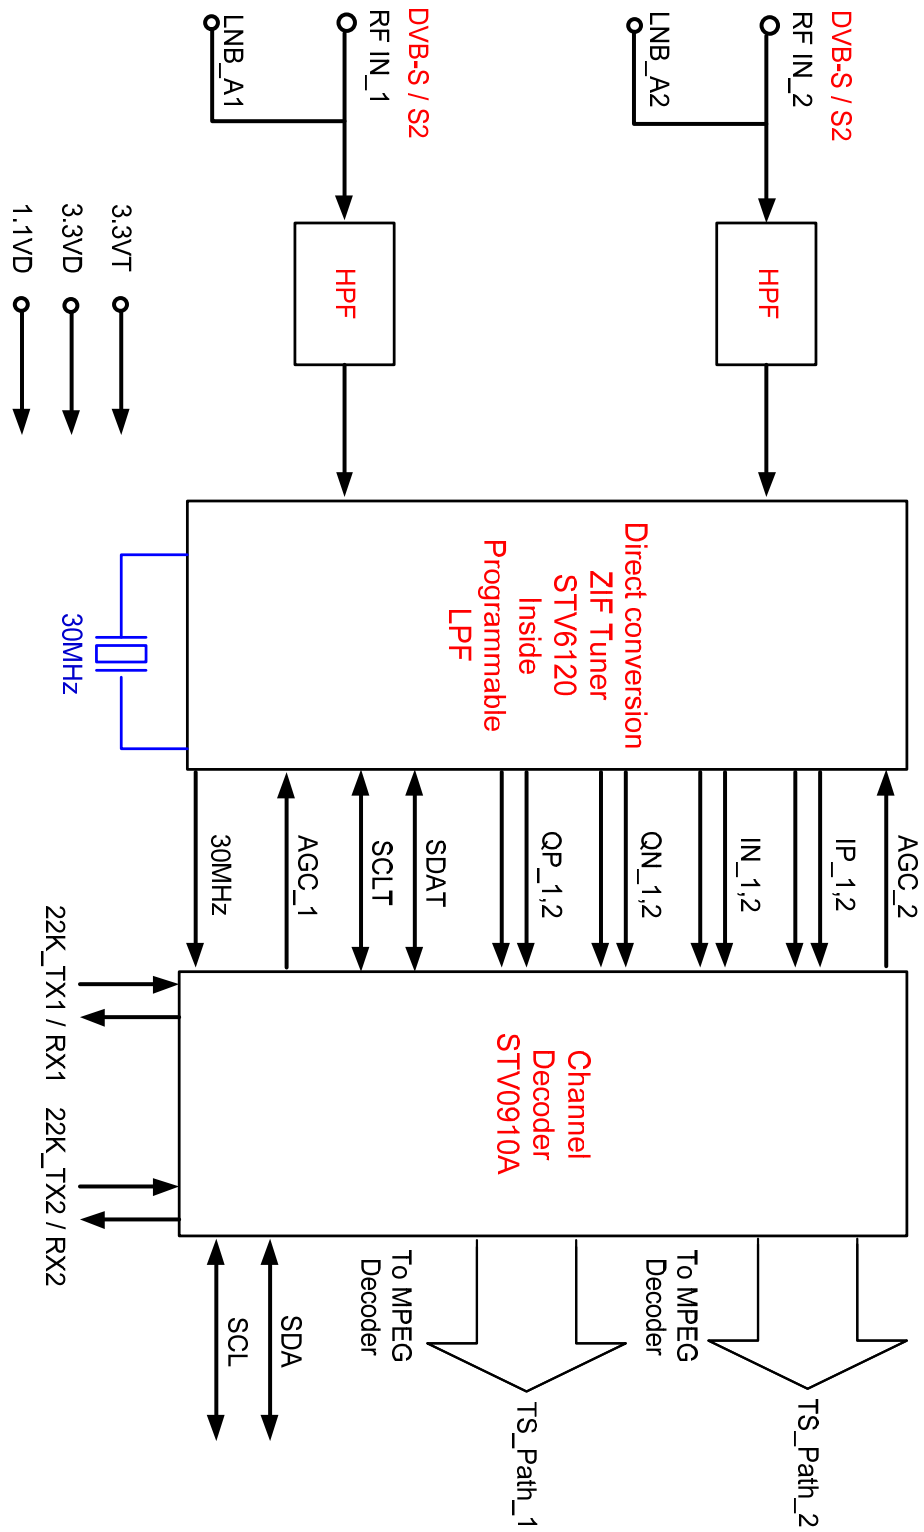 DVB-S / S2
RF IN_2
LNB_A2
HPF
DVB-S / S2
RF IN_1
LNB_A1
HPF
3.3VT
3.3VD
1.1VD
Direct conversion
ZIF Tuner
STV6120
Inside
Programmable
LPF
30MHz
AGC_2
IP_1,2
IN_1,2
QN_1,2
QP_1,2
SDAT
SCLT
AGC_1
30MHz
Channel
Decoder
STV0910A
22K_TX1 / RX1
22K_TX2 / RX2
To MPEG
Decoder
TS_Path_2
To MPEG
Decoder
TS_Path_1
SDA
SCL